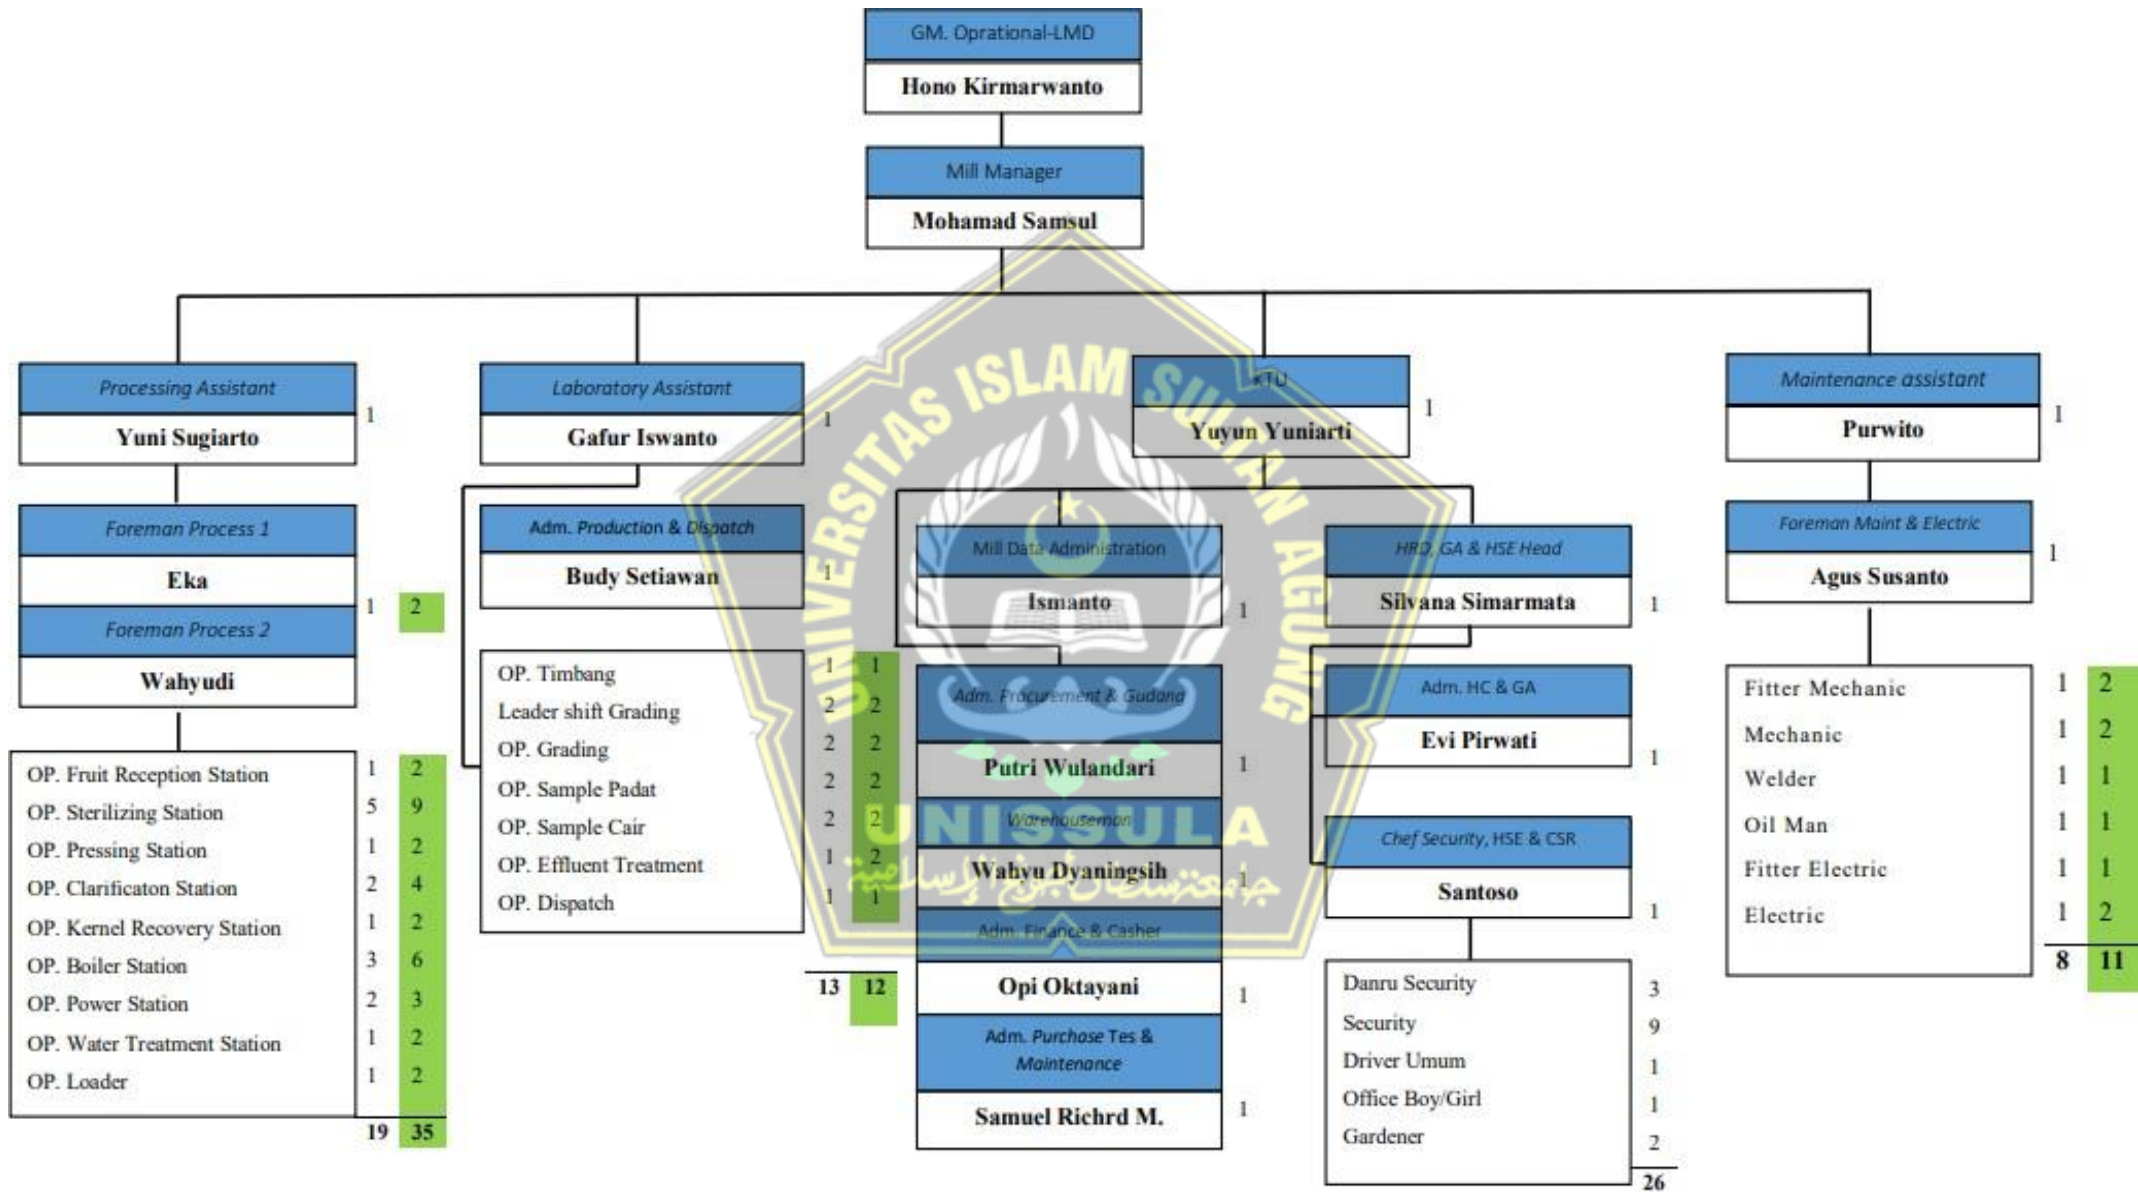 GM. Oprational-LMD
Hono Kirmarwanto
Mill Manager
Mohamad Samsul
Processing Assistant
Yuni Sugiarto
1
Foreman Process 1
Eka
1 2
Foreman Process 2
Wahyudi
OP. Fruit Reception Station 1 2
OP. Sterilizing Station 5 9
OP. Pressing Station 1 2
OP. Clarificaton Station 2 4
OP. Kernel Recovery Station 1 2
OP. Boiler Station 3 6
OP. Power Station 2 3
OP. Water Treatment Station 1 2
OP. Loader 1 2
19 35
Laboratory Assistant
Gafur Iswanto
1
Adm. Production & Dispatch
Budy Setiawan
1
OP. Timbang 1 1
Leader shift Grading 2 2
OP. Grading 2 2
OP. Sample Padat 2 2
OP. Sample Cair 2 2
OP. Effluent Treatment 1 2
OP. Dispatch 1 1
13 12
KTU
Yuyun Yuniarti
1
Mill Data Administration
Ismanto
1
Adm. Procurement & Gudang
Putri Wulandari
1
Warehouseman
Wahyu Dyaningsih
1
Adm. Finance & Casher
Opi Oktayani
1
Adm. Purchase Tes &
Maintenance
Samuel Richrd M.
1
HRD, GA & HSE Head
Silvana Simarmata
1
Adm. HC & GA
Evi Pirwati
1
Chef Security, HSE & CSR
Santoso
1
Danru Security 3
Security 9
Driver Umum 1
Office Boy/Girl 1
Gardener 2
26
Maintenance assistant
Purwito
1
Foreman Maint & Electric
Agus Susanto
1
Fitter Mechanic 1 2
Mechanic 1 2
Welder 1 1
Oil Man 1 1
Fitter Electric 1 1
Electric 1 2
8 11
UNIVERSITAS ISLAM SULTAN AGUNG
UNISSULA
جامعتسلطان أجونج الإسلامية